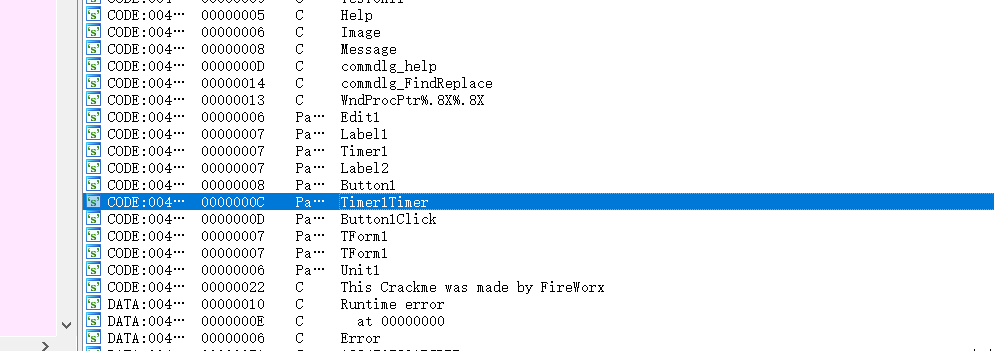 CODE:004… 00000005 C Help
CODE:004… 00000006 C Image
CODE:004… 00000008 C Message
CODE:004… 0000000D C commdlg_help
CODE:004… 00000014 C commdlg_FindReplace
CODE:004… 00000013 C WndProcPtr%.8X%.8X
CODE:004… 00000006 Pa… Edit1
CODE:004… 00000007 Pa… Label1
CODE:004… 00000007 Pa… Timer1
CODE:004… 00000007 Pa… Label2
CODE:004… 00000008 Pa… Button1
CODE:004… 0000000C Pa… Timer1Timer
CODE:004… 0000000D Pa… Button1Click
CODE:004… 00000007 Pa… TForm1
CODE:004… 00000007 Pa… TForm1
CODE:004… 00000006 Pa… Unit1
CODE:004… 00000022 C This Crackme was made by FireWorx
DATA:004… 00000010 C Runtime error
DATA:004… 0000000E C at 00000000
DATA:004… 00000006 C Error